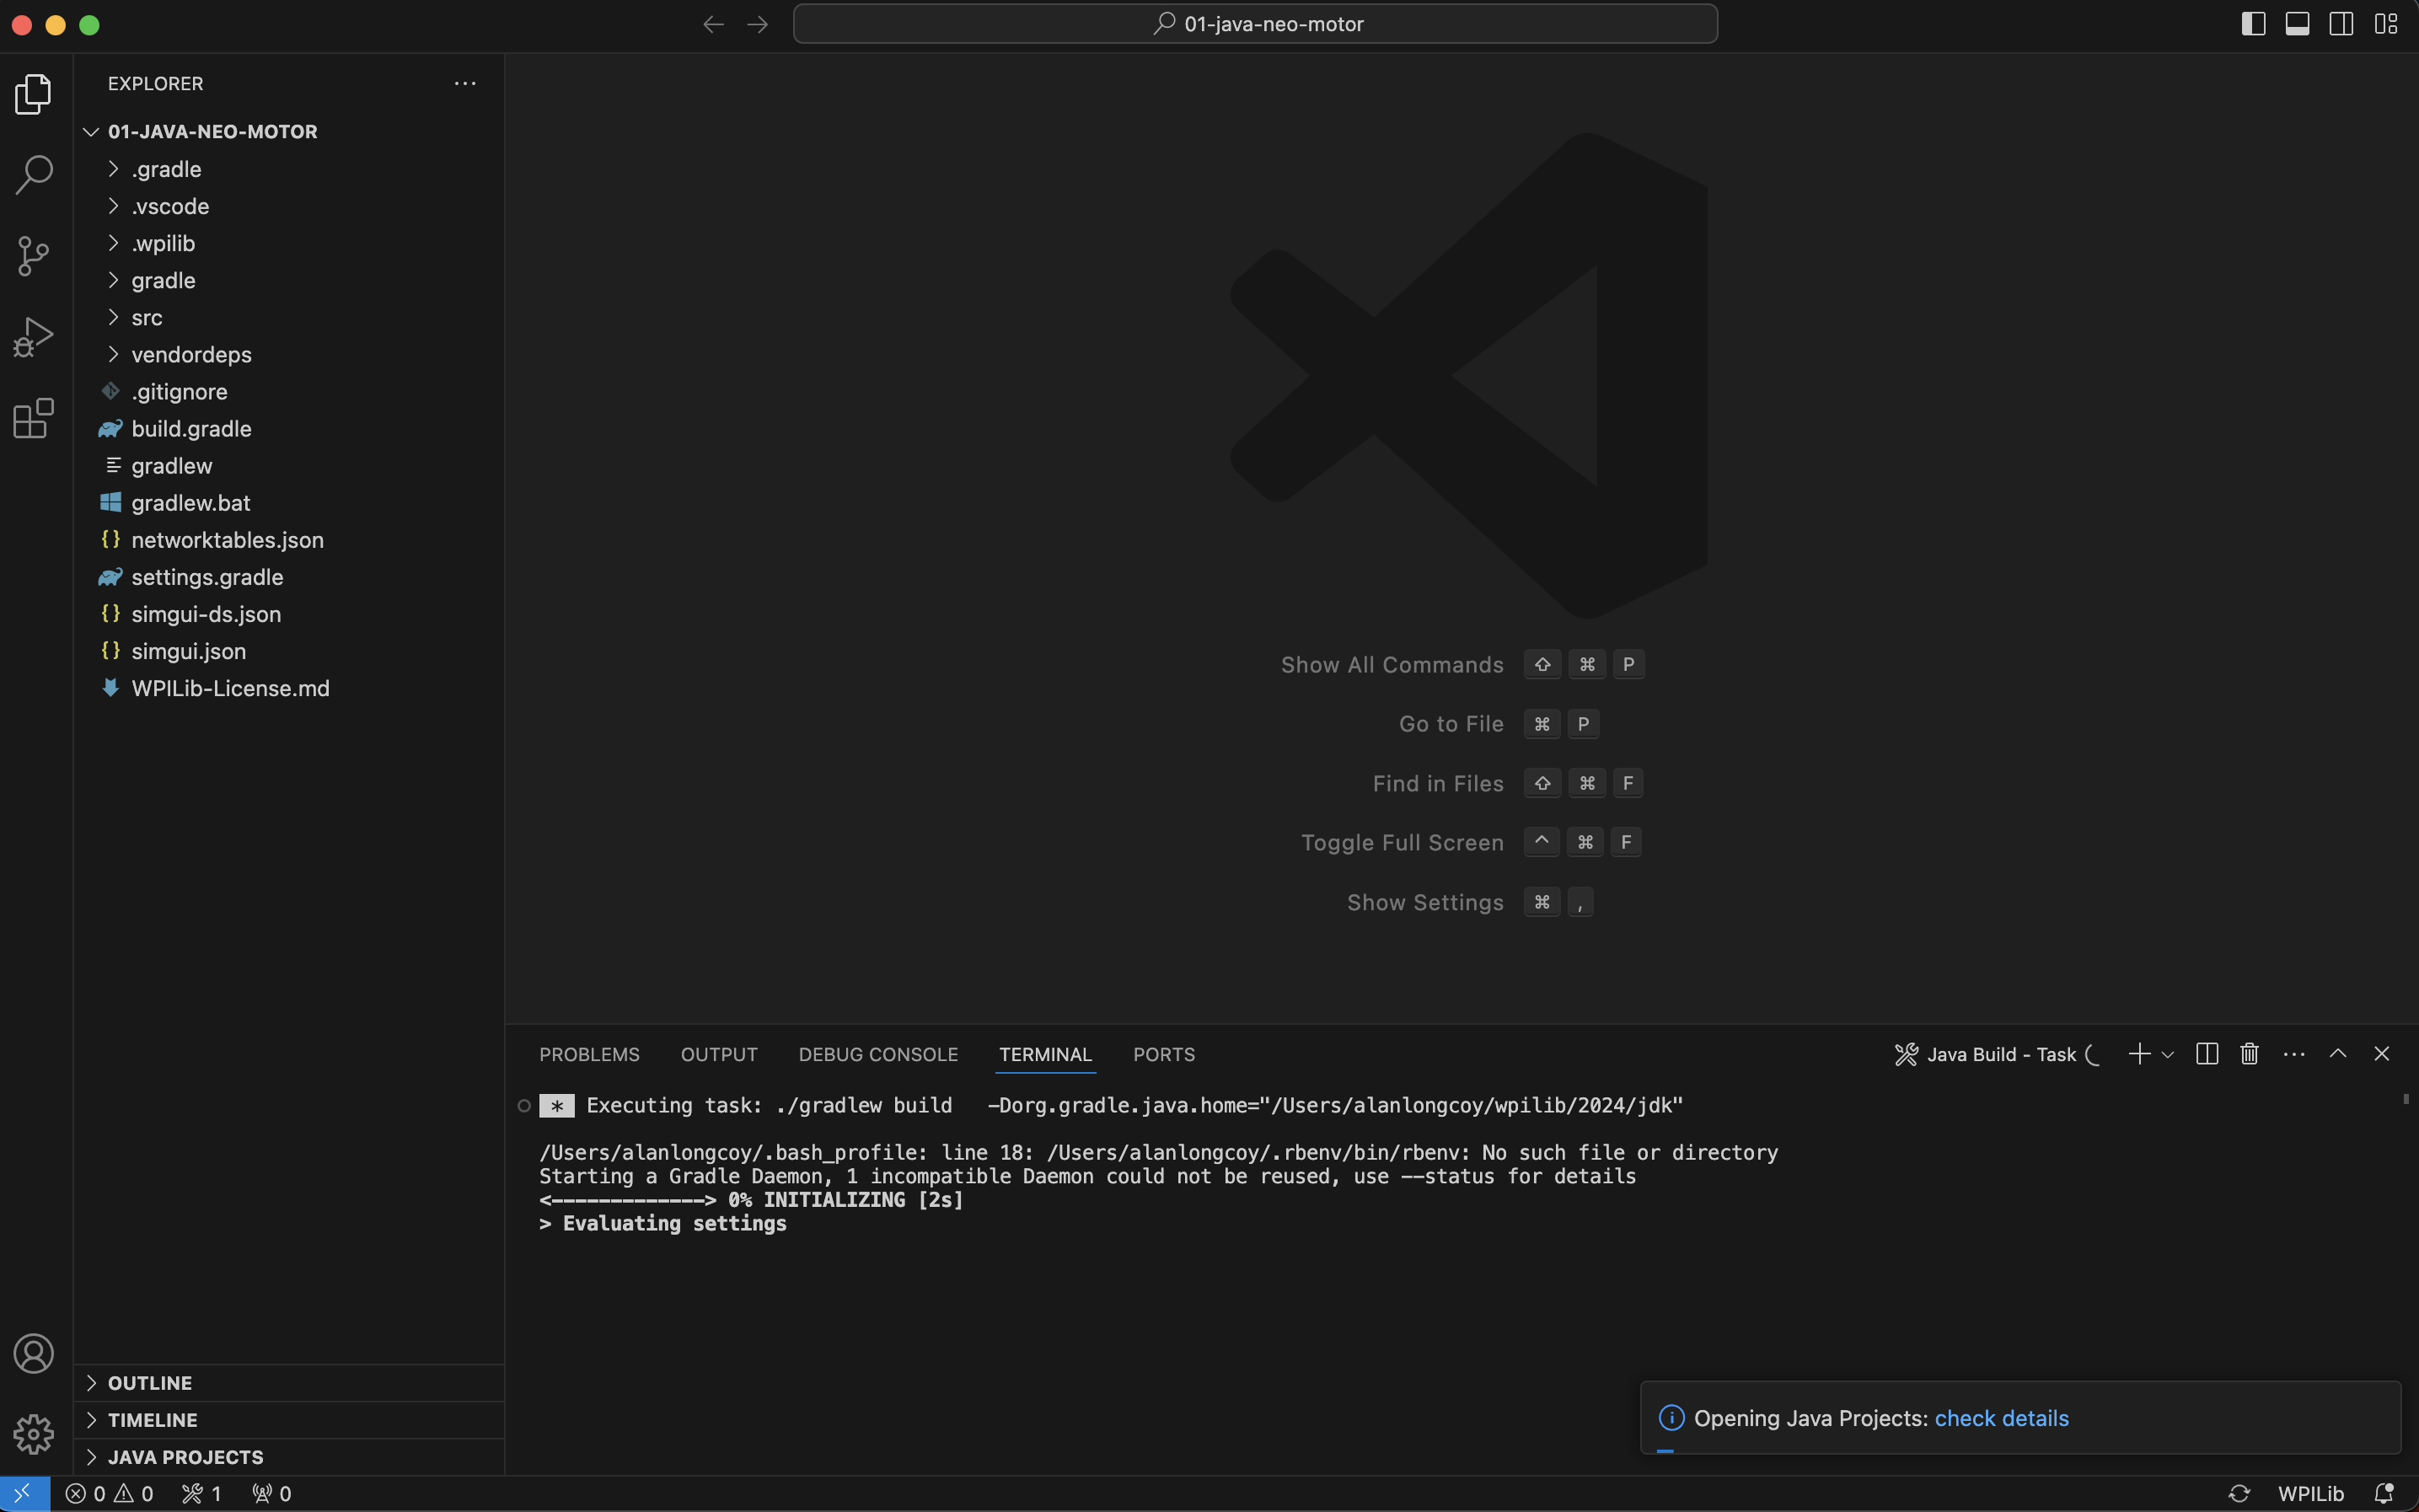 01-java-neo-motor
EXPLORER
01-JAVA-NEO-MOTOR
.gradle
.vscode
.wpilib
gradle
src
vendordeps
.gitignore
build.gradle
gradlew
gradlew.bat
networktables.json
settings.gradle
simgui-ds.json
simgui.json
WPILib-License.md
OUTLINE
TIMELINE
JAVA PROJECTS
Show All Commands ⇧ ⌘ P
Go to File ⌘ P
Find in Files ⇧ ⌘ F
Toggle Full Screen ^ ⌘ F
Show Settings ⌘ ,
PROBLEMS OUTPUT DEBUG CONSOLE TERMINAL PORTS Java Build - Task
* Executing task: ./gradlew build   -Dorg.gradle.java.home="/Users/alanlongcoy/wpilib/2024/jdk"
/Users/alanlongcoy/.bash_profile: line 18: /Users/alanlongcoy/.rbenv/bin/rbenv: No such file or directory
Starting a Gradle Daemon, 1 incompatible Daemon could not be reused, use --status for details
<-------------> 0% INITIALIZING [2s]
> Evaluating settings
Opening Java Projects: check details
0 0 1 0 WPILib